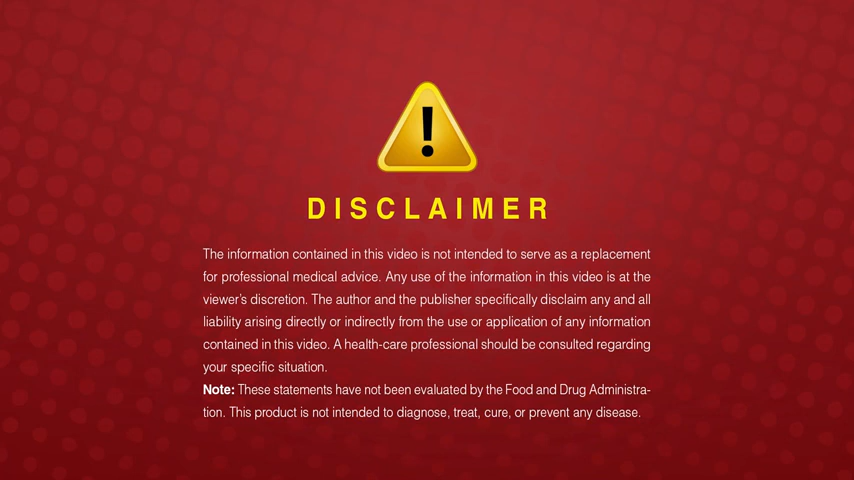 !
DISCLAIMER
The information contained in this video is not intended to serve as a replacement
for professional medical advice. Any use of the information in this video is at the
viewer's discretion. The author and the publisher specifically disclaim any and all
liability arising directly or indirectly from the use or application of any information
contained in this video. A health-care professional should be consulted regarding
your specific situation.
Note: These statements have not been evaluated by the Food and Drug Administra-
tion. This product is not intended to diagnose, treat, cure, or prevent any disease.